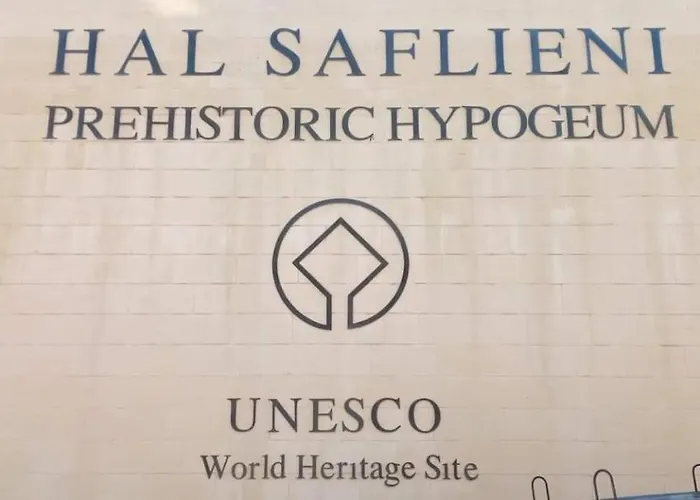 HAL SAFLIENI
PREHISTORIC HYPOGEUM
UNESCO
World Heritage Site